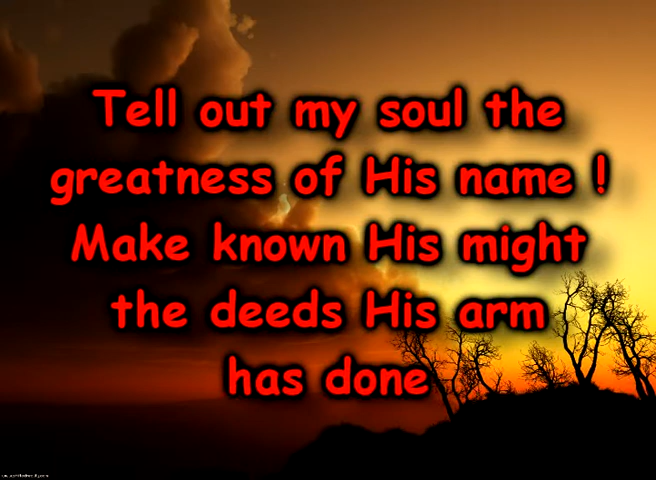 Tell out my soul the
greatness of His name !
Make known His might
the deeds His arm
has done